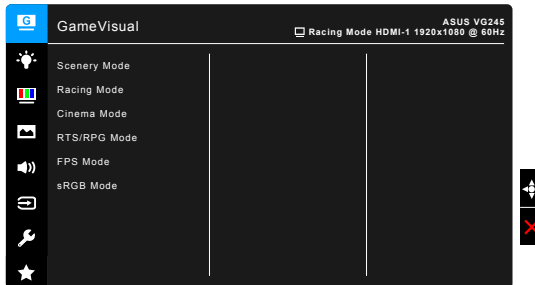 G
GameVisual
ASUS VG245
Racing Mode HDMI-1 1920x1080 @ 60Hz
Scenery Mode
Racing Mode
Cinema Mode
RTS/RPG Mode
FPS Mode
sRGB Mode